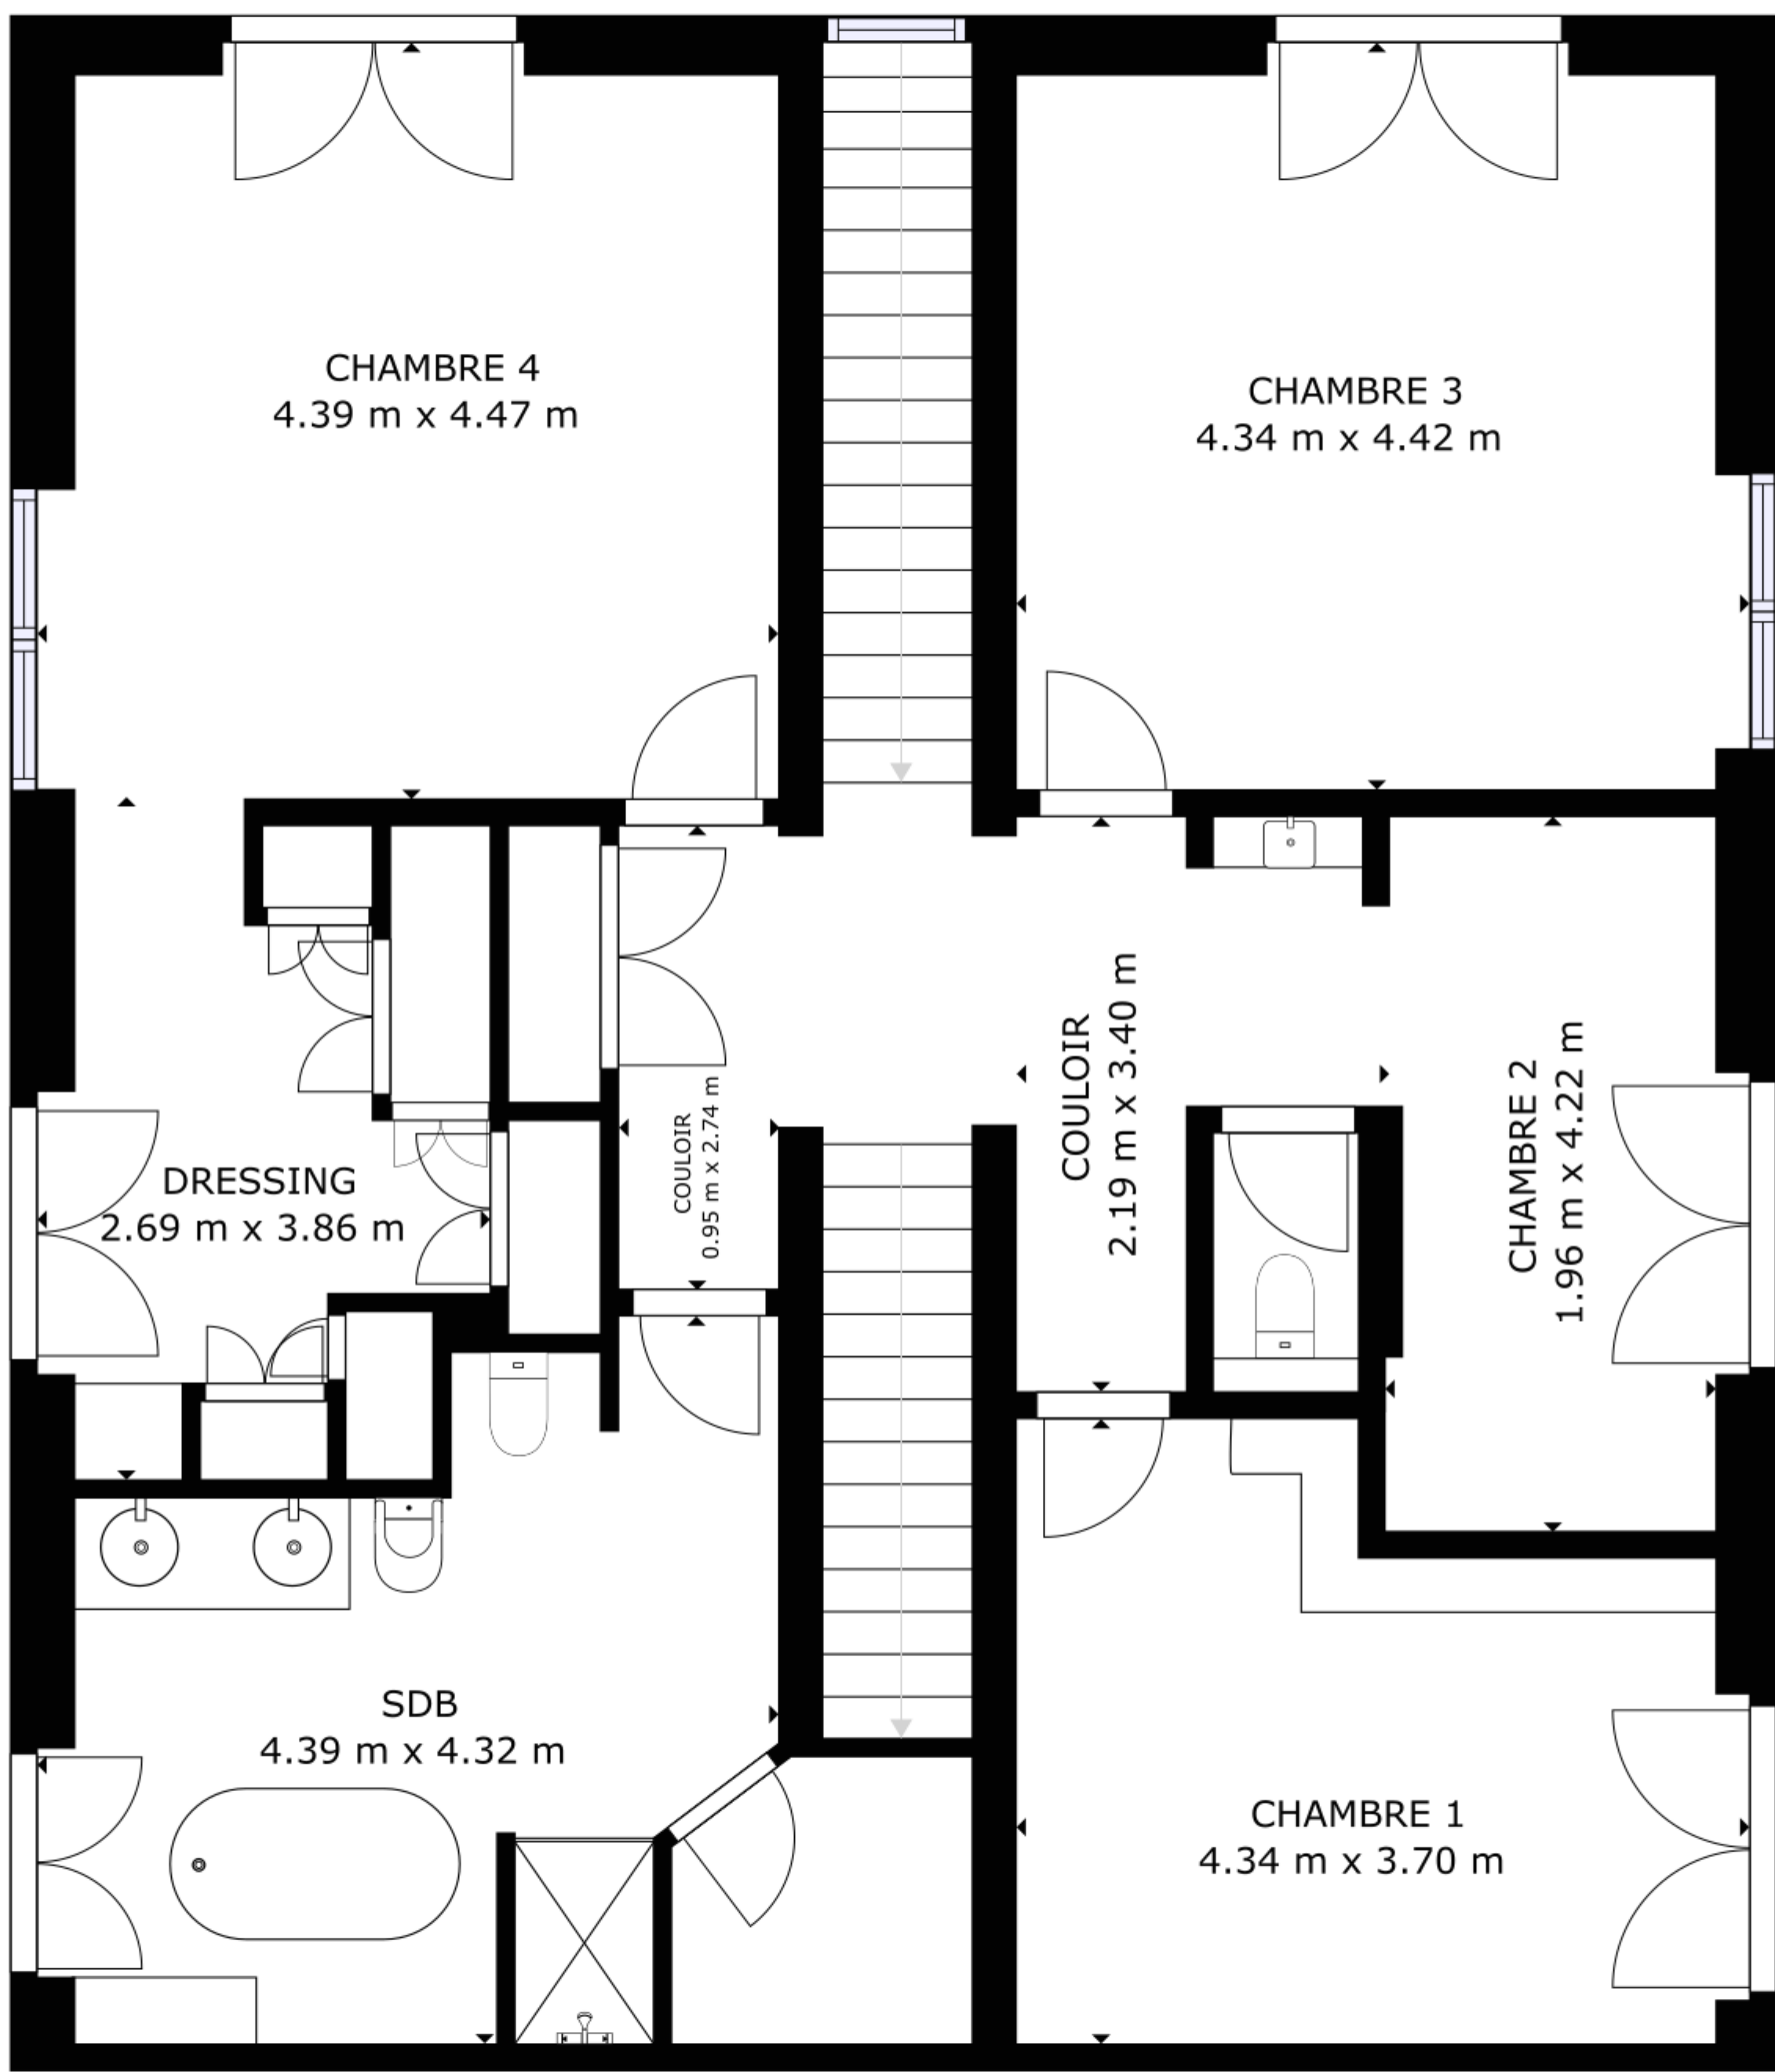 CHAMBRE 4
4.39 m x 4.47 m
CHAMBRE 3
4.34 m x 4.42 m
DRESSING
2.69 m x 3.86 m
COULOIR
0.95 m x 2.74 m
COULOIR
2.19 m x 3.40 m
CHAMBRE 2
1.96 m x 4.22 m
SDB
4.39 m x 4.32 m
CHAMBRE 1
4.34 m x 3.70 m